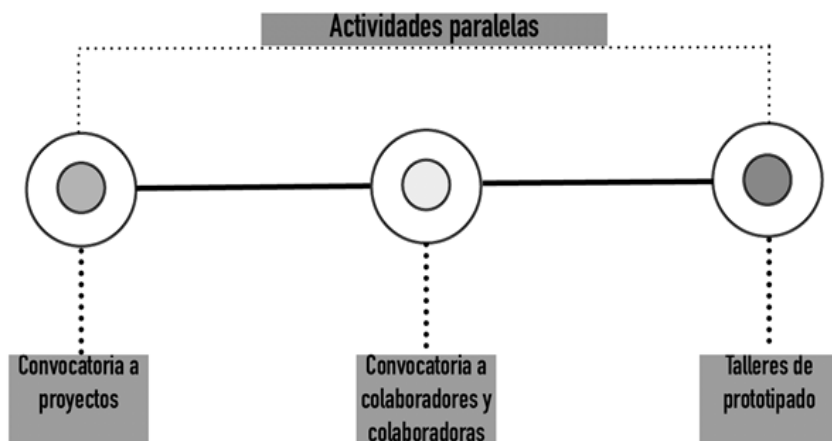 Actividades paralelas
Convocatoria a
proyectos
Convocatoria a
colaboradores y
colaboradoras
Talleres de
prototipado